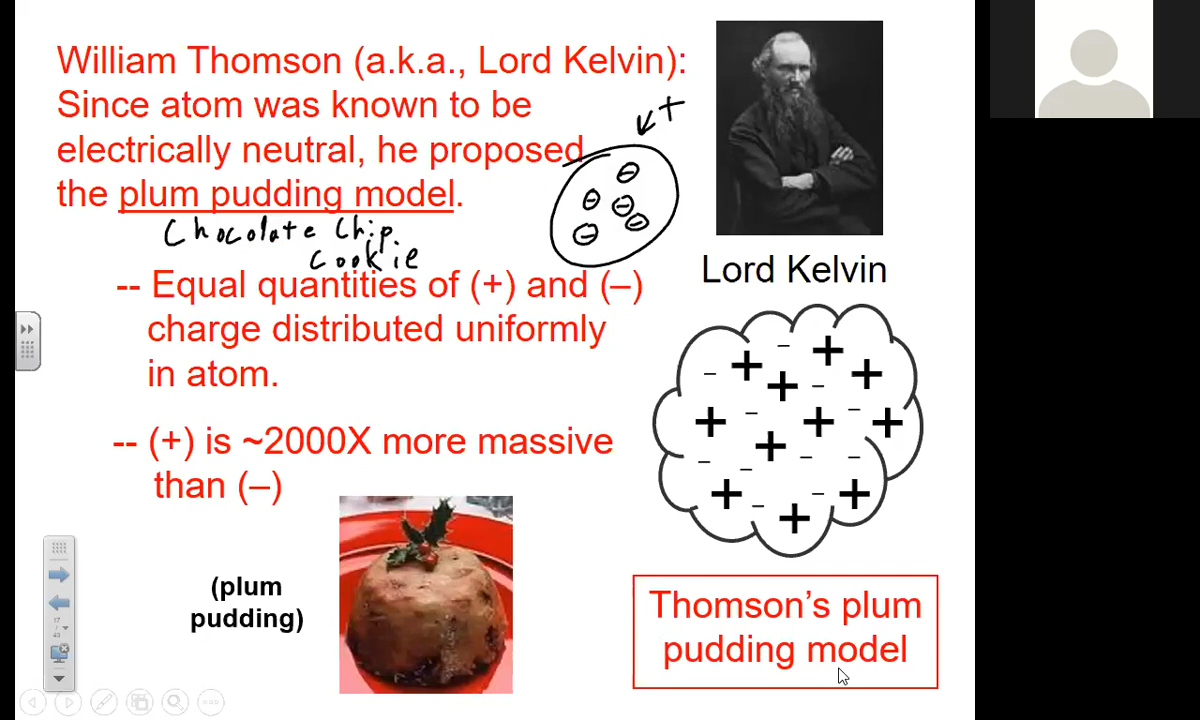 William Thomson (a.k.a., Lord Kelvin):
Since atom was known to be
electrically neutral, he proposed
the plum pudding model.
Chocolate Chip
Cookie
-- Equal quantities of (+) and (–)
charge distributed uniformly
in atom.
-- (+) is ~2000X more massive
than (–)
(plum
pudding)
+
– – – – –
Lord Kelvin
– +
– + + – +
+ – + – +
– – + – –
+ – + – +
Thomson’s plum
pudding model
17
/
43